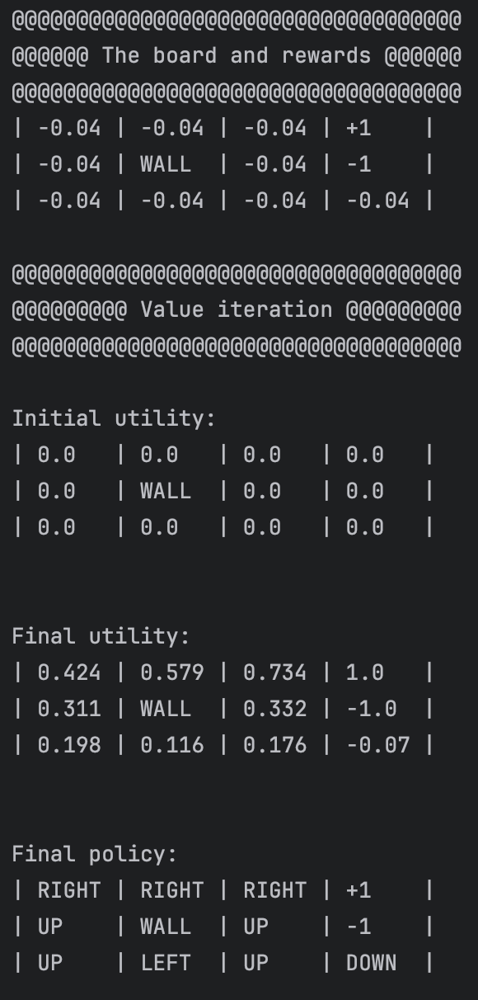 @@@@@@@@@@@@@@@@@@@@@@@@@@@@@@@@@@@
@@@@@@ The board and rewards @@@@@@
@@@@@@@@@@@@@@@@@@@@@@@@@@@@@@@@@@@
| -0.04 | -0.04 | -0.04 | +1    |
| -0.04 | WALL  | -0.04 | -1    |
| -0.04 | -0.04 | -0.04 | -0.04 |
@@@@@@@@@@@@@@@@@@@@@@@@@@@@@@@@@@@
@@@@@@@@@ Value iteration @@@@@@@@@
@@@@@@@@@@@@@@@@@@@@@@@@@@@@@@@@@@@
Initial utility:
| 0.0   | 0.0   | 0.0   | 0.0   |
| 0.0   | WALL  | 0.0   | 0.0   |
| 0.0   | 0.0   | 0.0   | 0.0   |
Final utility:
| 0.424 | 0.579 | 0.734 | 1.0   |
| 0.311 | WALL  | 0.332 | -1.0  |
| 0.198 | 0.116 | 0.176 | -0.07 |
Final policy:
| RIGHT | RIGHT | RIGHT | +1    |
| UP    | WALL  | UP    | -1    |
| UP    | LEFT  | UP    | DOWN  |